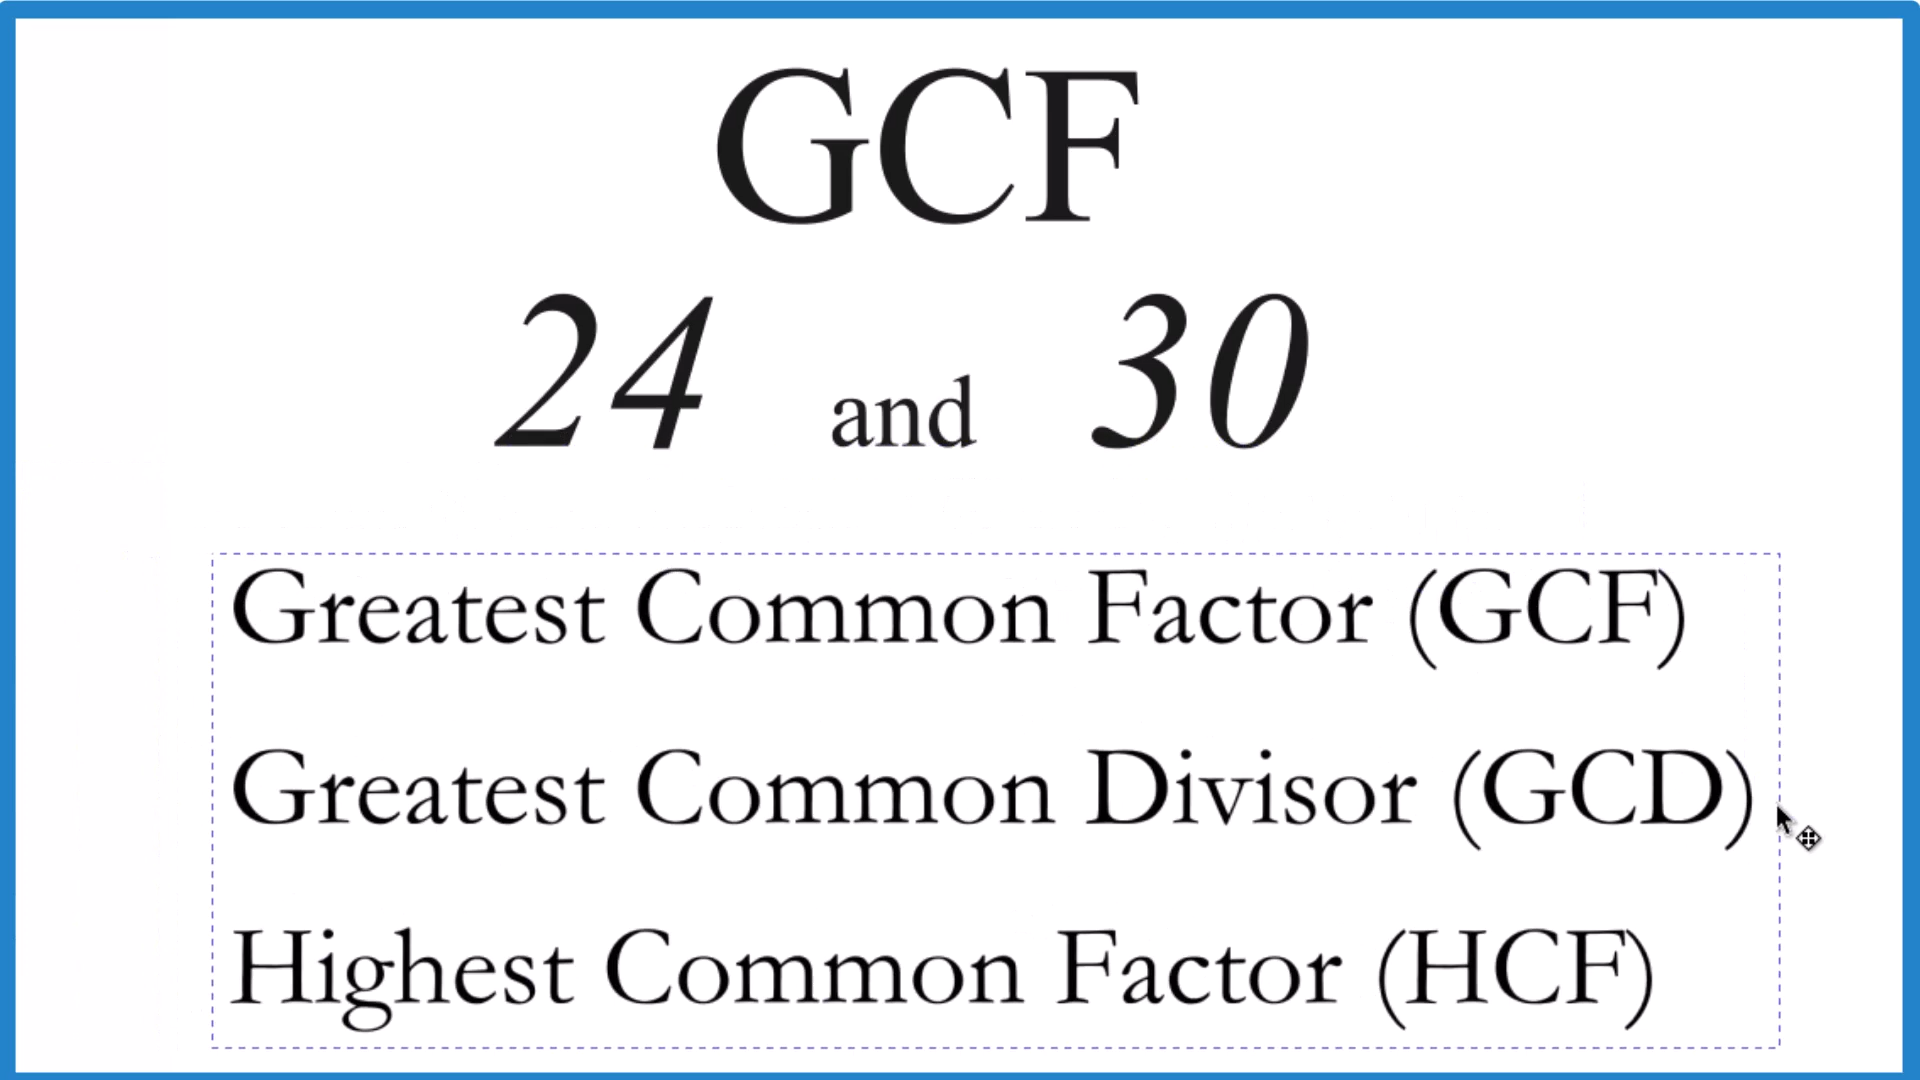 GCF
24 and 30
Greatest Common Factor (GCF)
Greatest Common Divisor (GCD)
Highest Common Factor (HCF)